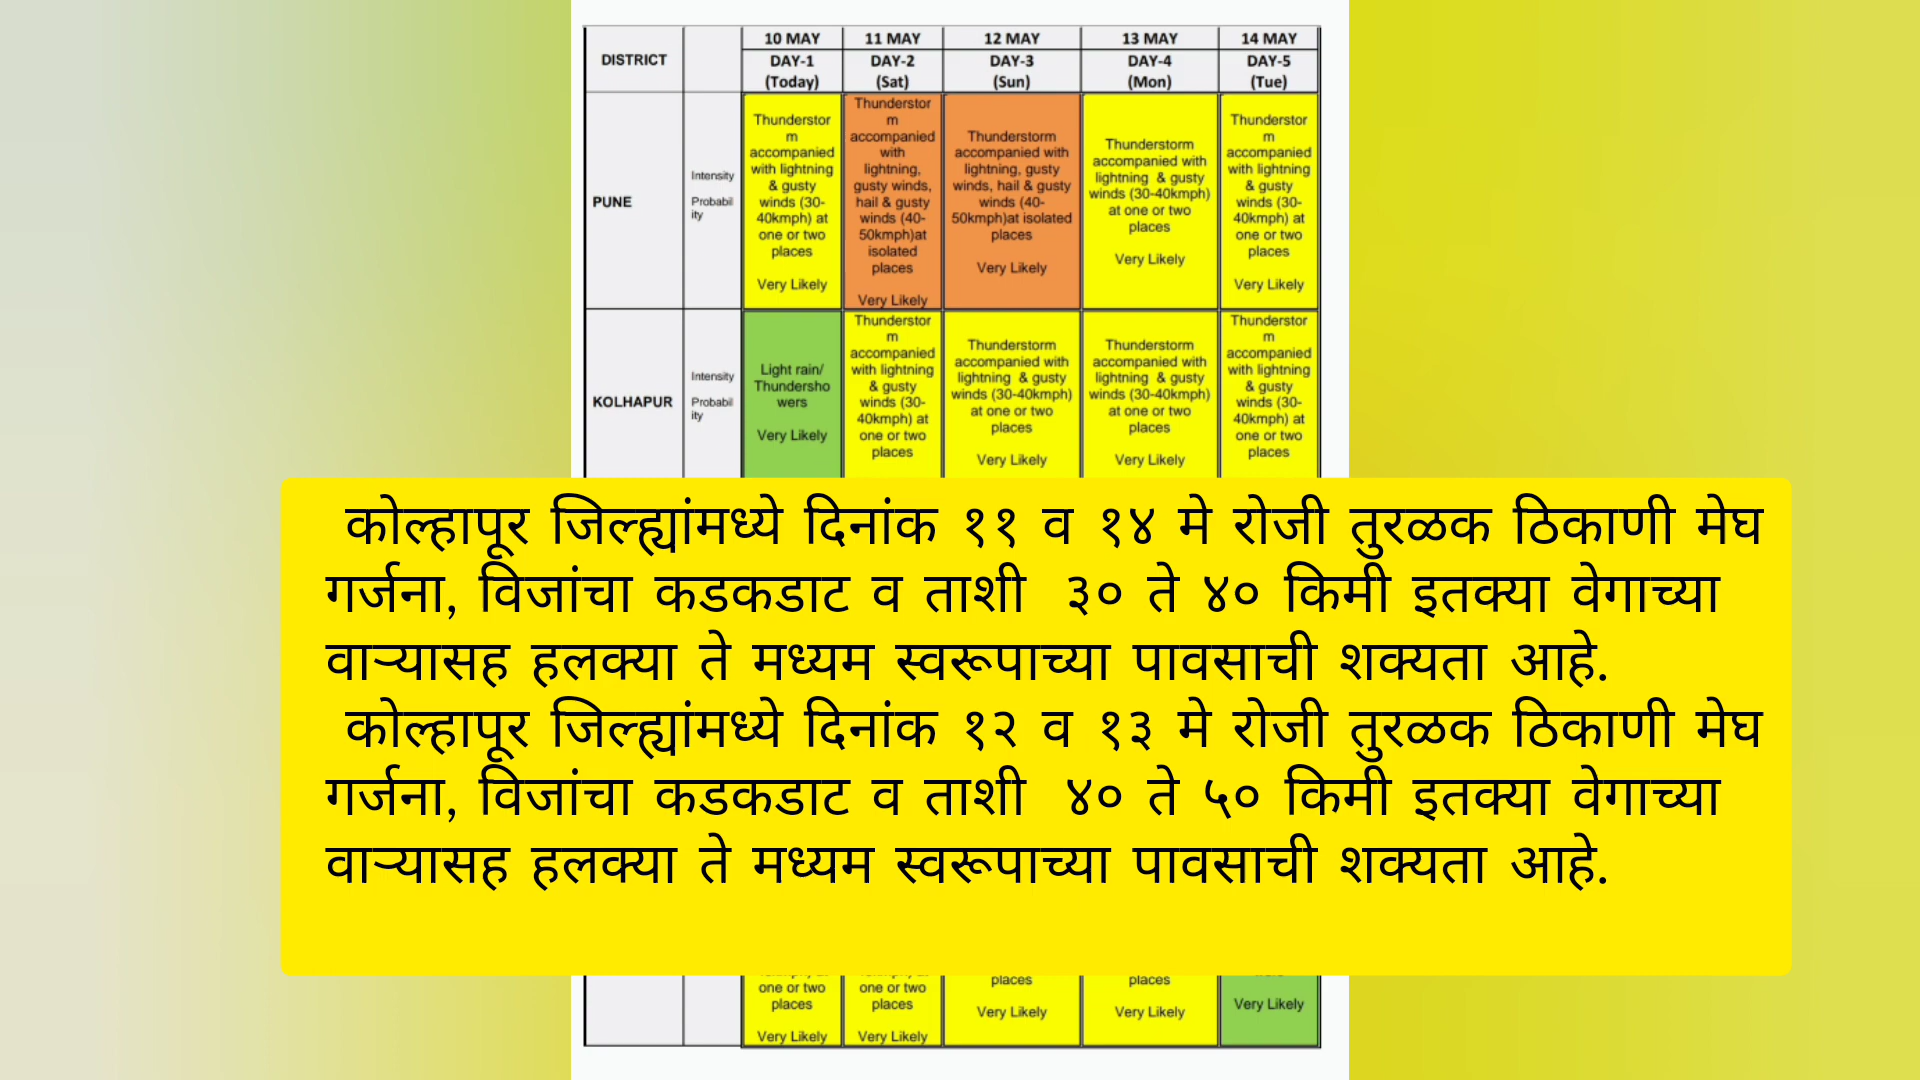 10 MAY 11 MAY 12 MAY 13 MAY 14 MAY
DISTRICT DAY-1 DAY-2 DAY-3 DAY-4 DAY-5
(Today) (Sat) (Sun) (Mon) (Tue)
PUNE
Intensity
Probabil
ity
Thunderstor
m
accompanied
with lightning
& gusty
winds (30-
40kmph) at
one or two
places
Very Likely
Thunderstor
m
accompanied
with
lightning,
gusty winds,
hail & gusty
winds (40-
50kmph)at
isolated
places
Very Likely
Thunderstorm
accompanied with
lightning, gusty
winds, hail & gusty
winds (40-
50kmph)at isolated
places
Very Likely
Thunderstorm
accompanied with
lightning & gusty
winds (30-40kmph)
at one or two
places
Very Likely
Thunderstor
m
accompanied
with lightning
& gusty
winds (30-
40kmph) at
one or two
places
Very Likely
KOLHAPUR
Intensity
Probabil
ity
Light rain/
Thundersho
wers
Very Likely
Thunderstor
m
accompanied
with lightning
& gusty
winds (30-
40kmph) at
one or two
places
Thunderstorm
accompanied with
lightning & gusty
winds (30-40kmph)
at one or two
places
Very Likely
Thunderstorm
accompanied with
lightning & gusty
winds (30-40kmph)
at one or two
places
Very Likely
Thunderstor
m
accompanied
with lightning
& gusty
winds (30-
40kmph) at
one or two
places
कोल्हापूर जिल्ह्यांमध्ये दिनांक ११ व १४ मे रोजी तुरळक ठिकाणी मेघ
गर्जना, विजांचा कडकडाट व ताशी ३० ते ४० किमी इतक्या वेगाच्या
वाऱ्यासह हलक्या ते मध्यम स्वरूपाच्या पावसाची शक्यता आहे.
कोल्हापूर जिल्ह्यांमध्ये दिनांक १२ व १३ मे रोजी तुरळक ठिकाणी मेघ
गर्जना, विजांचा कडकडाट व ताशी ४० ते ५० किमी इतक्या वेगाच्या
वाऱ्यासह हलक्या ते मध्यम स्वरूपाच्या पावसाची शक्यता आहे.
one or two
places
Very Likely
one or two
places
Very Likely
places
Very Likely
places
Very Likely
Very Likely